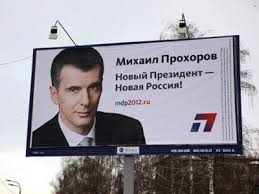 Михаил Прохоров
Новый Президент —
Новая Россия!
mdp2012.ru